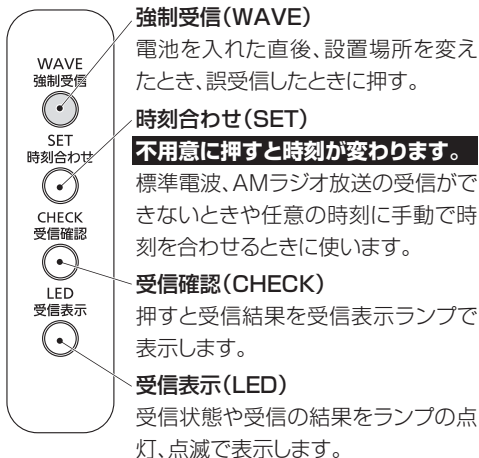 WAVE
強制受信
SET
時刻合わせ
CHECK
受信確認
LED
受信表示
強制受信（WAVE）
電池を入れた直後、設置場所を変え
たとき、誤受信したときに押す。
時刻合わせ（SET）
不用意に押すと時刻が変わります。
標準電波、AMラジオ放送の受信がで
きないときや任意の時刻に手動で時
刻を合わせるときに使います。
受信確認（CHECK）
押すと受信結果を受信表示ランプで
表示します。
受信表示（LED）
受信状態や受信の結果をランプの点
灯、点滅で表示します。